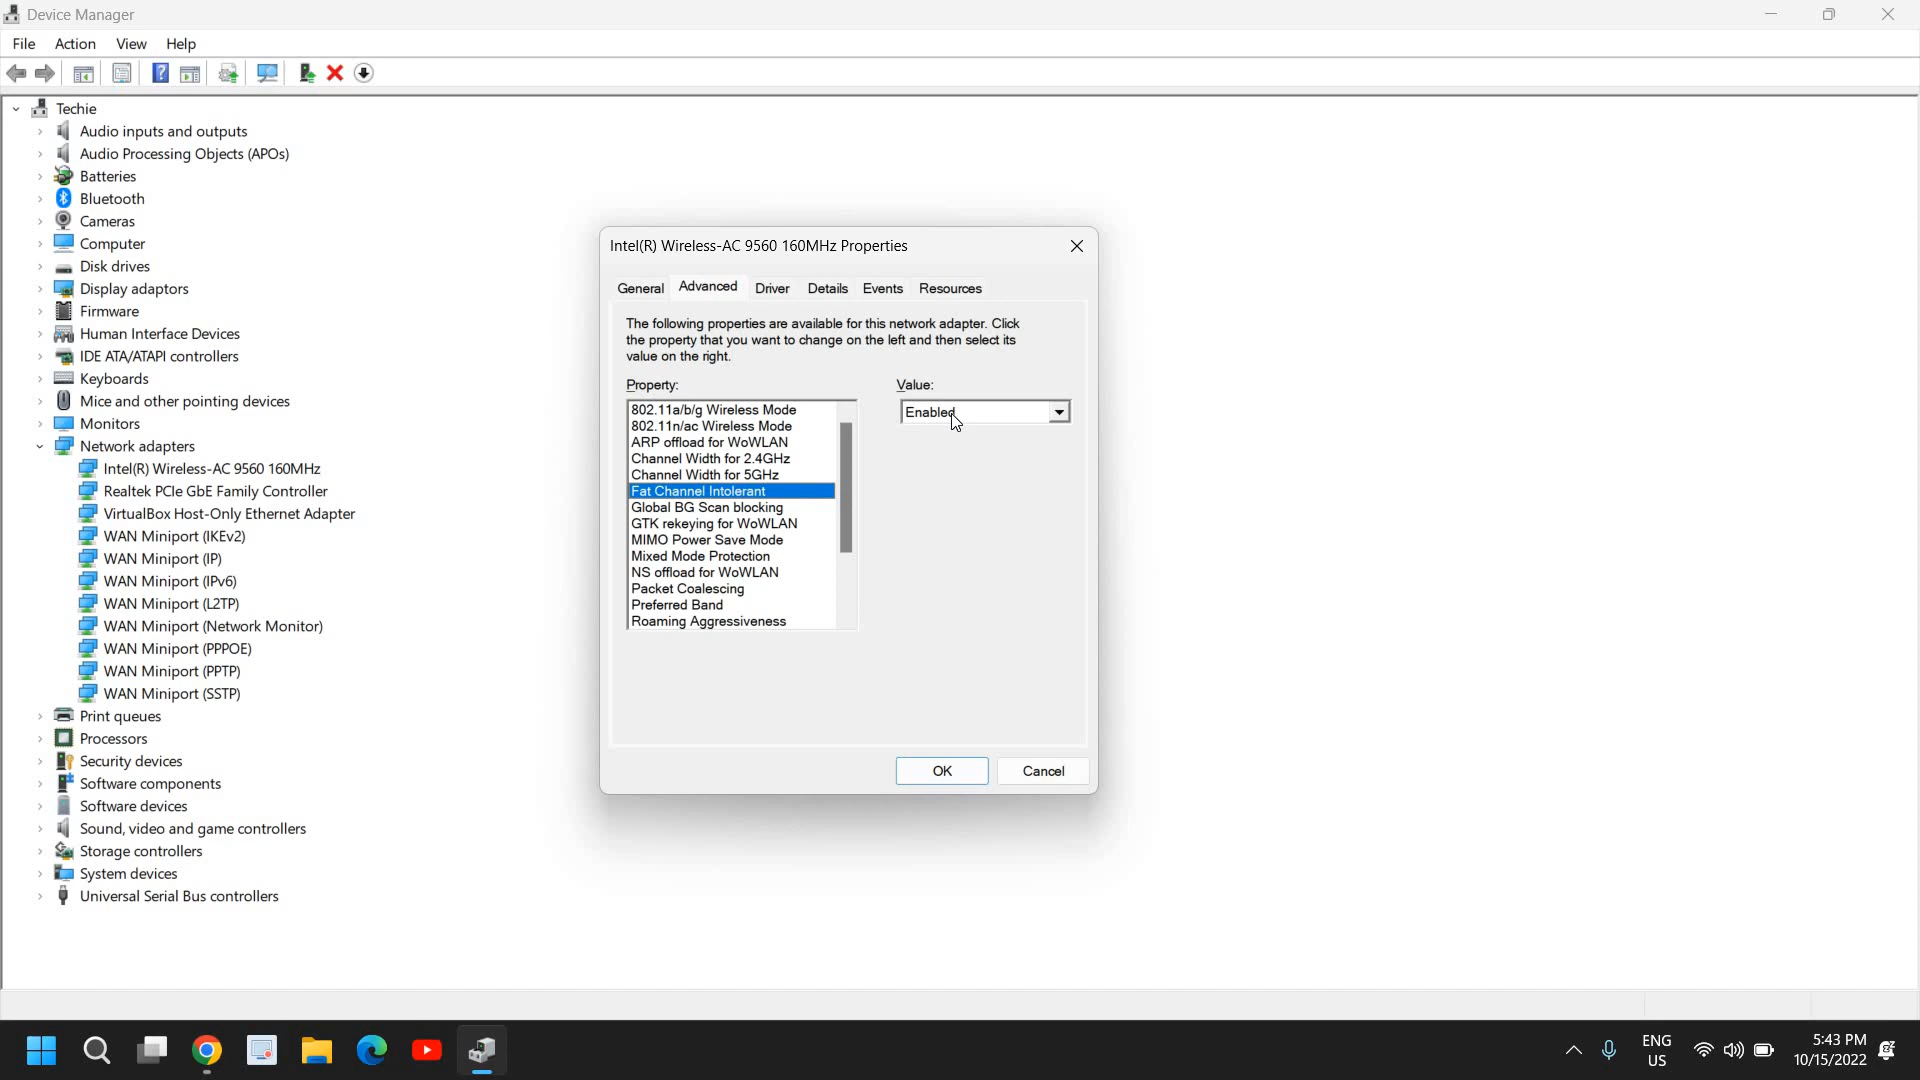 Device Manager
File Action View Help
Techie
Audio inputs and outputs
Audio Processing Objects (APOs)
Batteries
Bluetooth
Cameras
Computer
Disk drives
Display adaptors
Firmware
Human Interface Devices
IDE ATA/ATAPI controllers
Keyboards
Mice and other pointing devices
Monitors
Network adapters
Intel(R) Wireless-AC 9560 160MHz
Realtek PCIe GbE Family Controller
VirtualBox Host-Only Ethernet Adapter
WAN Miniport (IKEv2)
WAN Miniport (IP)
WAN Miniport (IPv6)
WAN Miniport (L2TP)
WAN Miniport (Network Monitor)
WAN Miniport (PPPOE)
WAN Miniport (PPTP)
WAN Miniport (SSTP)
Print queues
Processors
Security devices
Software components
Software devices
Sound, video and game controllers
Storage controllers
System devices
Universal Serial Bus controllers
Intel(R) Wireless-AC 9560 160MHz Properties
General Advanced Driver Details Events Resources
The following properties are available for this network adapter. Click
the property that you want to change on the left and then select its
value on the right.
Property:
802.11a/b/g Wireless Mode
802.11n/ac Wireless Mode
ARP offload for WoWLAN
Channel Width for 2.4GHz
Channel Width for 5GHz
Fat Channel Intolerant
Global BG Scan blocking
GTK rekeying for WoWLAN
MIMO Power Save Mode
Mixed Mode Protection
NS offload for WoWLAN
Packet Coalescing
Preferred Band
Roaming Aggressiveness
Value:
Enabled
OK Cancel
ENG
US
5:43 PM
10/15/2022